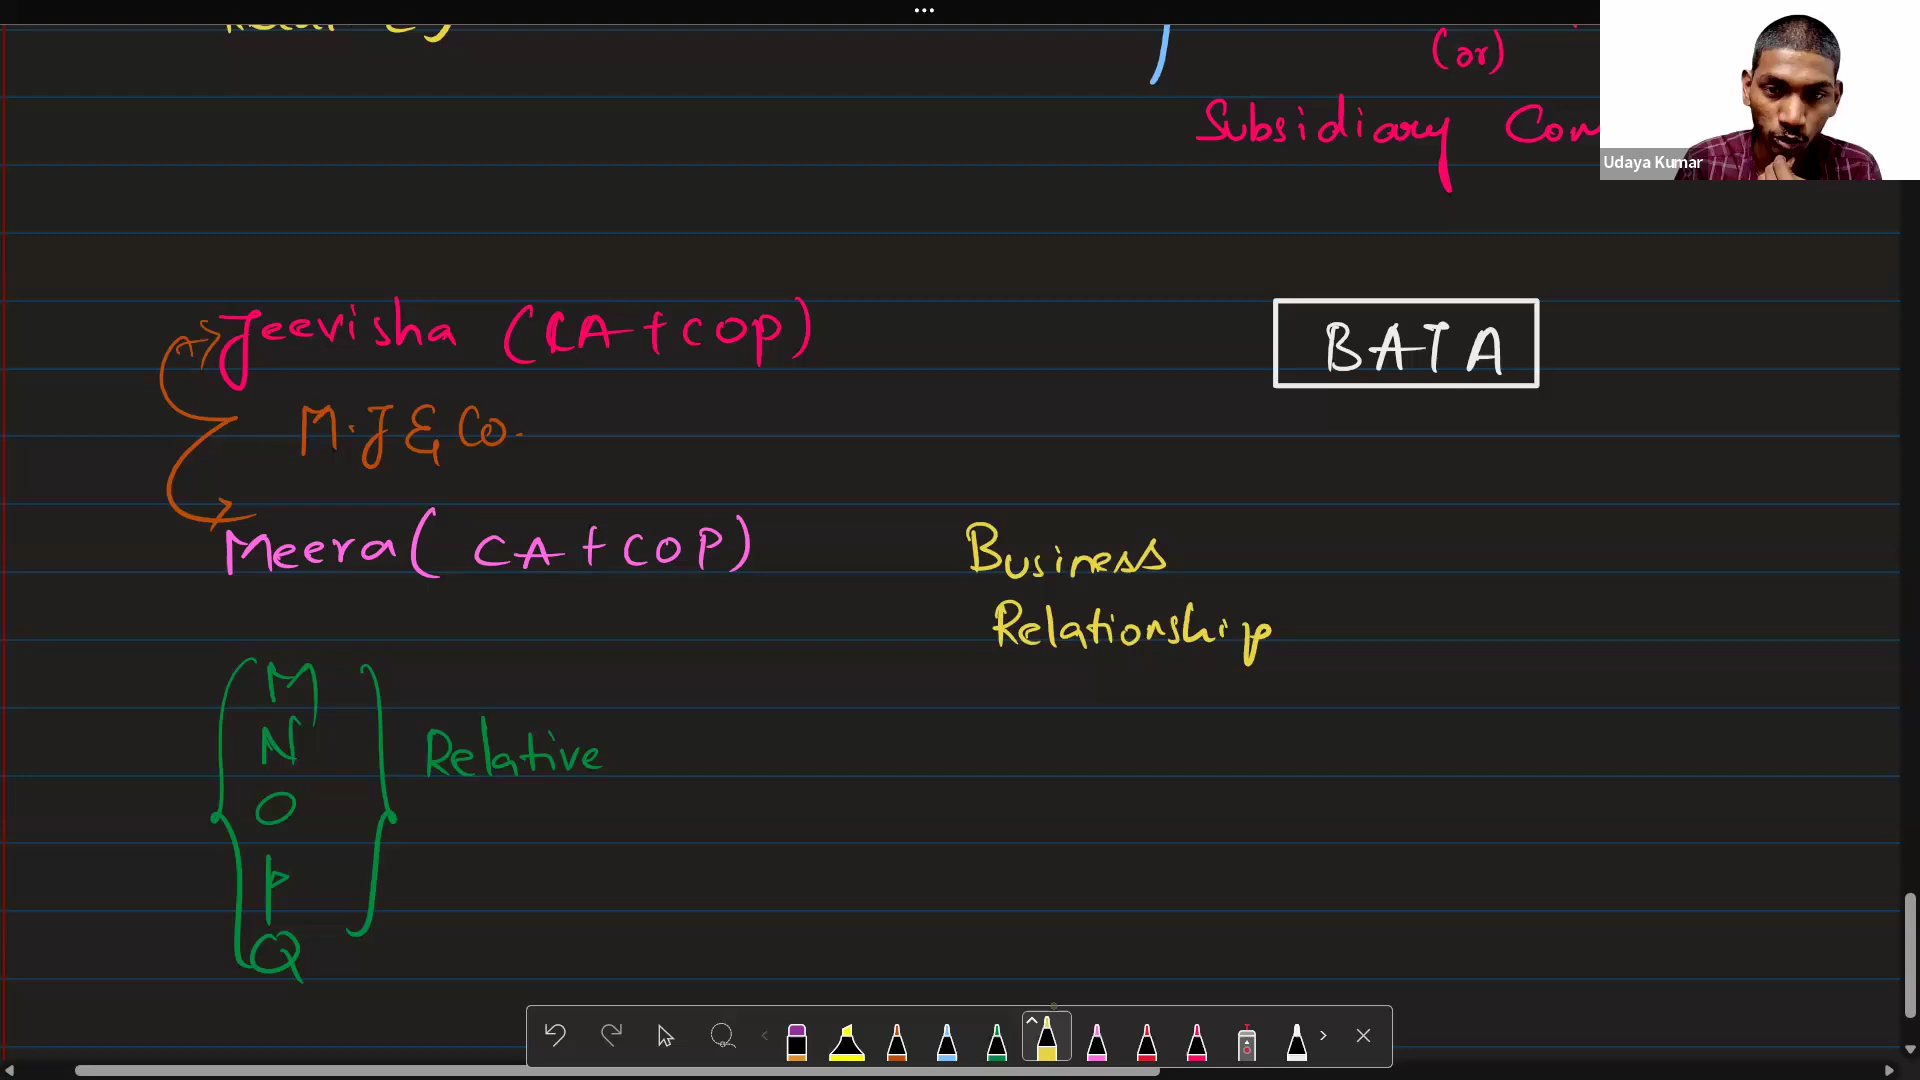 (or)
Subsidiary Com
Udaya Kumar
Jeevisha (CA+COP)
BATA
M.J & Co.
Meera (CA+COP)
Business
Relationship
M
N
Relative
O
P
Q